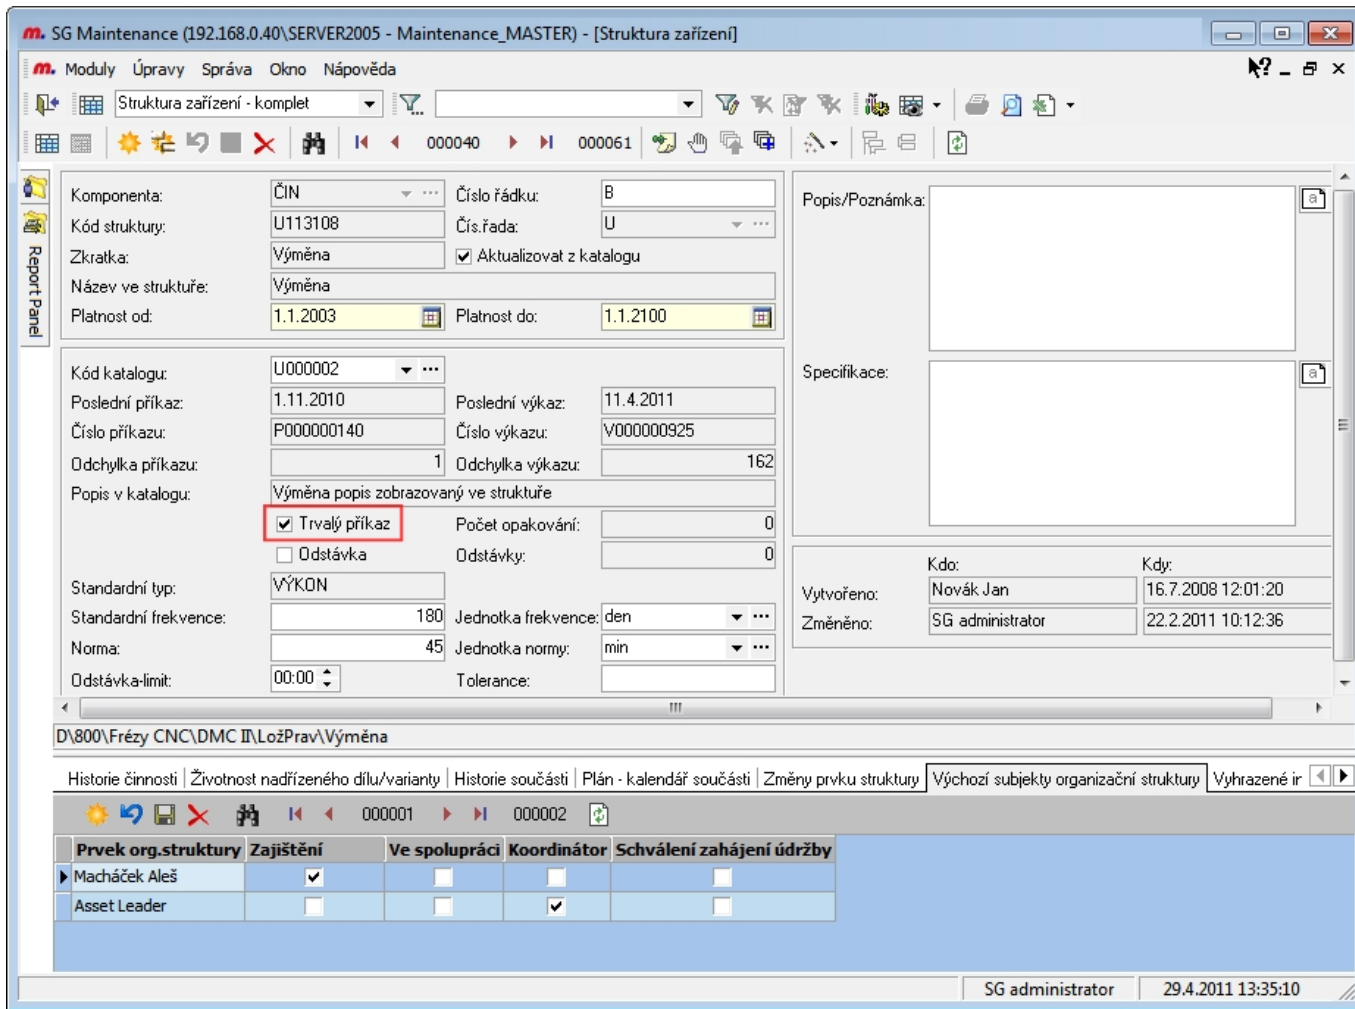 m. SG Maintenance (192.168.0.40\SERVER2005 - Maintenance_MASTER) - [Struktura zařízení]
m. Moduly Úpravy Správa Okno Nápověda
Struktura zařízení - komplet
000040 000061
Report Panel
Komponenta: ČIN Číslo řádku: B
Kód struktury: U113108 Čís.řada: U
Zkratka: Výměna Aktualizovat z katalogu
Název ve struktuře: Výměna
Platnost od: 1.1.2003 Platnost do: 1.1.2100
Popis/Poznámka:
Kód katalogu: U000002
Poslední příkaz: 1.11.2010 Poslední výkaz: 11.4.2011
Číslo příkazu: P000000140 Číslo výkazu: V000000925
Odchylka příkazu: 1 Odchylka výkazu: 162
Popis v katalogu: Výměna popis zobrazovaný ve struktuře
Trvalý příkaz Počet opakování: 0
Odstávka Odstávky: 0
Standardní typ: VÝKON
Standardní frekvence: 180 Jednotka frekvence: den
Norma: 45 Jednotka normy: min
Odstávka-limit: 00:00 Tolerance:
Specifikace:
Kdo: Kdy:
Vytvořeno: Novák Jan 16.7.2008 12:01:20
Změněno: SG administrator 22.2.2011 10:12:36
D\800\Frézy CNC\DMC II\LožPrav\Výměna
Historie činnosti Životnost nadřízeného dílu/varianty Historie součásti Plán - kalendář součásti Změny prvku struktury Výchozí subjekty organizační struktury Vyhrazené ir
000001 000002
Prvek org.struktury Zajištění Ve spolupráci Koordinátor Schválení zahájení údržby
Macháček Aleš
Asset Leader
SG administrator 29.4.2011 13:35:10